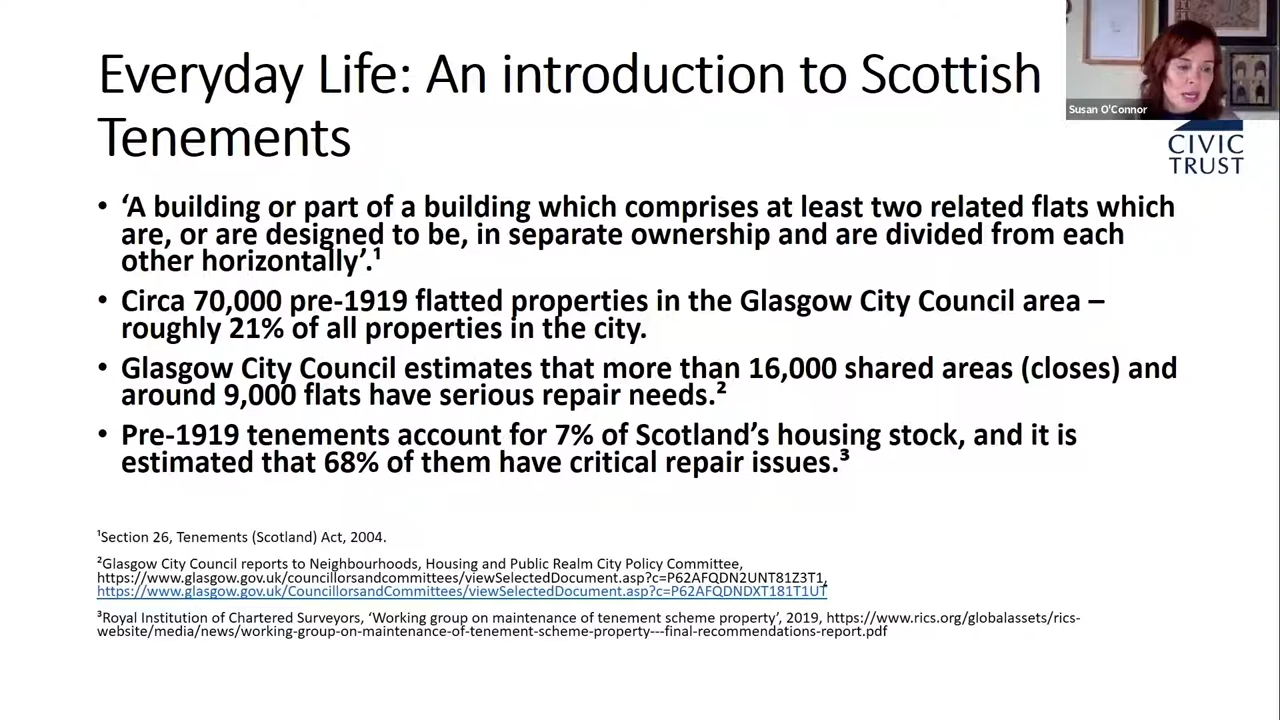 Everyday Life: An introduction to Scottish
Tenements
Susan O'Connor
CIVIC
TRUST
• ‘A building or part of a building which comprises at least two related flats which
are, or are designed to be, in separate ownership and are divided from each
other horizontally’.¹
• Circa 70,000 pre-1919 flatted properties in the Glasgow City Council area –
roughly 21% of all properties in the city.
• Glasgow City Council estimates that more than 16,000 shared areas (closes) and
around 9,000 flats have serious repair needs.²
• Pre-1919 tenements account for 7% of Scotland’s housing stock, and it is
estimated that 68% of them have critical repair issues.³
¹Section 26, Tenements (Scotland) Act, 2004.
²Glasgow City Council reports to Neighbourhoods, Housing and Public Realm City Policy Committee,
https://www.glasgow.gov.uk/councillorsandcommittees/viewSelectedDocument.asp?c=P62AFQDN2UNT81Z3T1,
https://www.glasgow.gov.uk/CouncillorsandCommittees/viewSelectedDocument.asp?c=P62AFQDNDXT181T1UT
³Royal Institution of Chartered Surveyors, ‘Working group on maintenance of tenement scheme property’, 2019, https://www.rics.org/globalassets/rics-
website/media/news/working-group-on-maintenance-of-tenement-scheme-property---final-recommendations-report.pdf